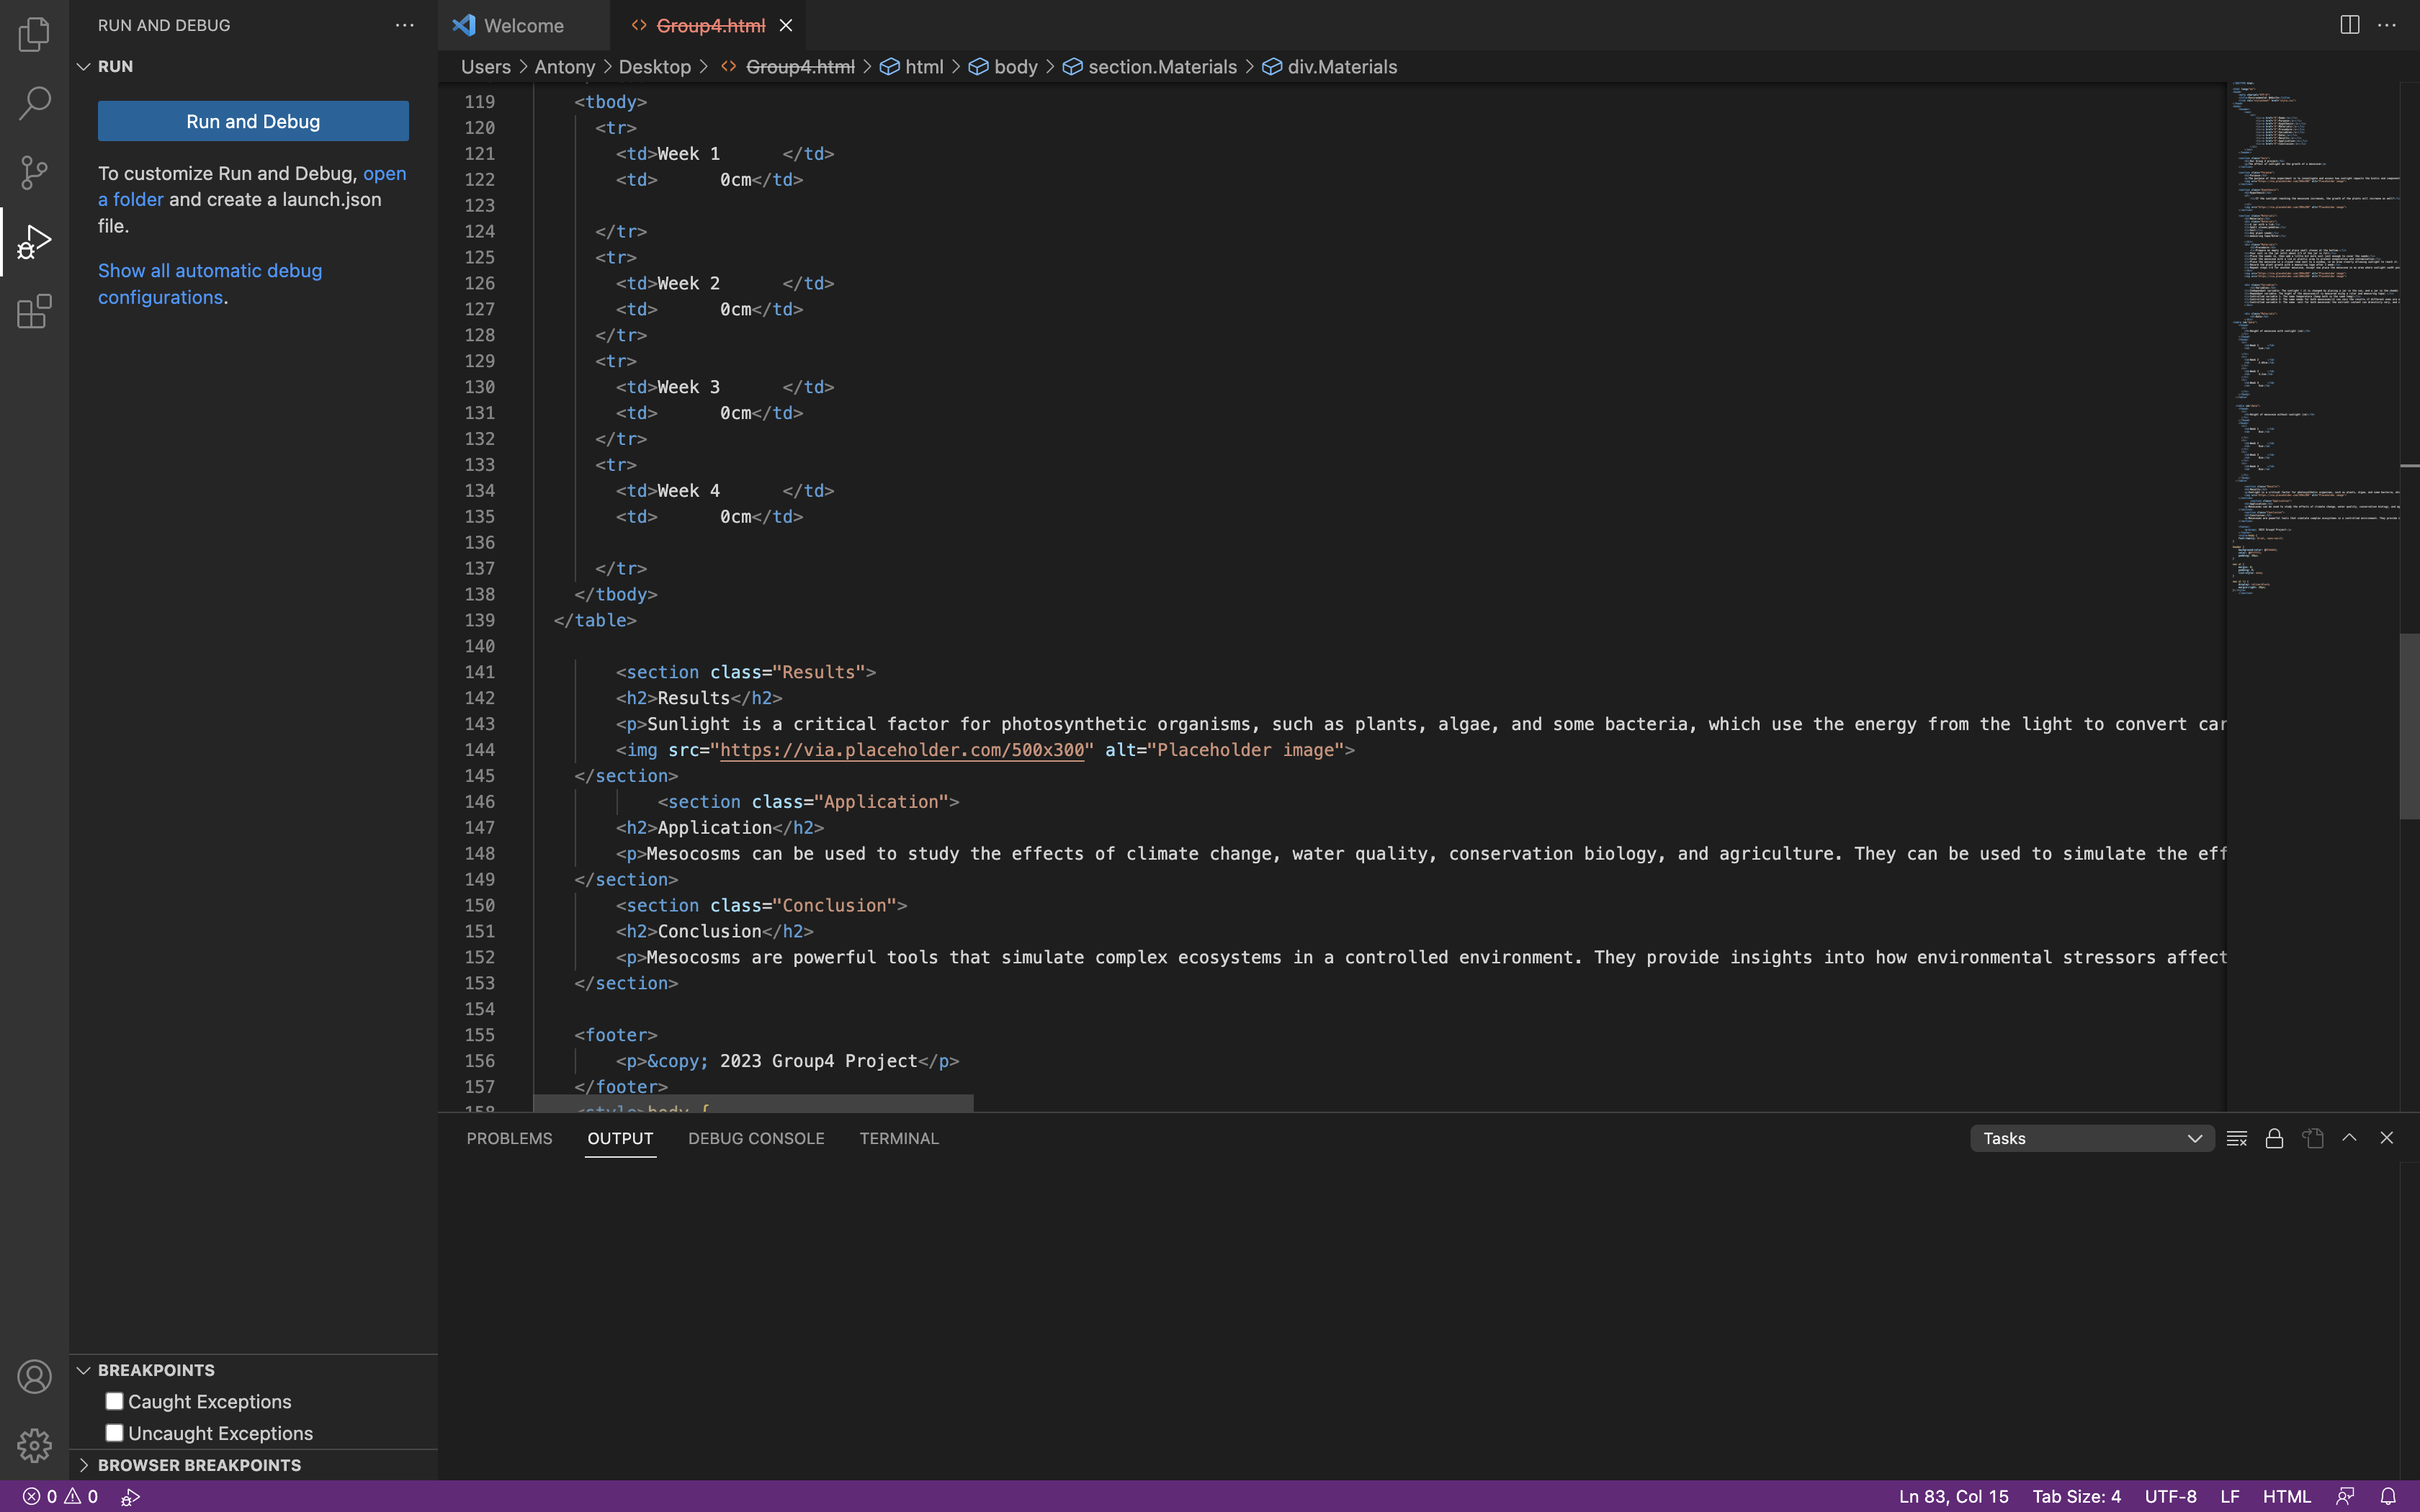 RUN AND DEBUG
RUN
Run and Debug
To customize Run and Debug, open
a folder and create a launch.json
file.
Show all automatic debug
configurations.
BREAKPOINTS
Caught Exceptions
Uncaught Exceptions
BROWSER BREAKPOINTS
Welcome
Group4.html
Users > Antony > Desktop > Group4.html > html > body > section.Materials > div.Materials
119 <tbody>
120 <tr>
121 <td>Week 1      </td>
122 <td>      0cm</td>
123
124 </tr>
125 <tr>
126 <td>Week 2      </td>
127 <td>      0cm</td>
128 </tr>
129 <tr>
130 <td>Week 3      </td>
131 <td>      0cm</td>
132 </tr>
133 <tr>
134 <td>Week 4      </td>
135 <td>      0cm</td>
136
137 </tr>
138 </tbody>
139 </table>
140
141 <section class="Results">
142 <h2>Results</h2>
143 <p>Sunlight is a critical factor for photosynthetic organisms, such as plants, algae, and some bacteria, which use the energy from the light to convert car
144 <img src="https://via.placeholder.com/500x300" alt="Placeholder image">
145 </section>
146 <section class="Application">
147 <h2>Application</h2>
148 <p>Mesocosms can be used to study the effects of climate change, water quality, conservation biology, and agriculture. They can be used to simulate the eff
149 </section>
150 <section class="Conclusion">
151 <h2>Conclusion</h2>
152 <p>Mesocosms are powerful tools that simulate complex ecosystems in a controlled environment. They provide insights into how environmental stressors affect
153 </section>
154
155 <footer>
156 <p>&copy; 2023 Group4 Project</p>
157 </footer>
158 <style>body {
PROBLEMS OUTPUT DEBUG CONSOLE TERMINAL Tasks
0 0 Ln 83, Col 15 Tab Size: 4 UTF-8 LF HTML